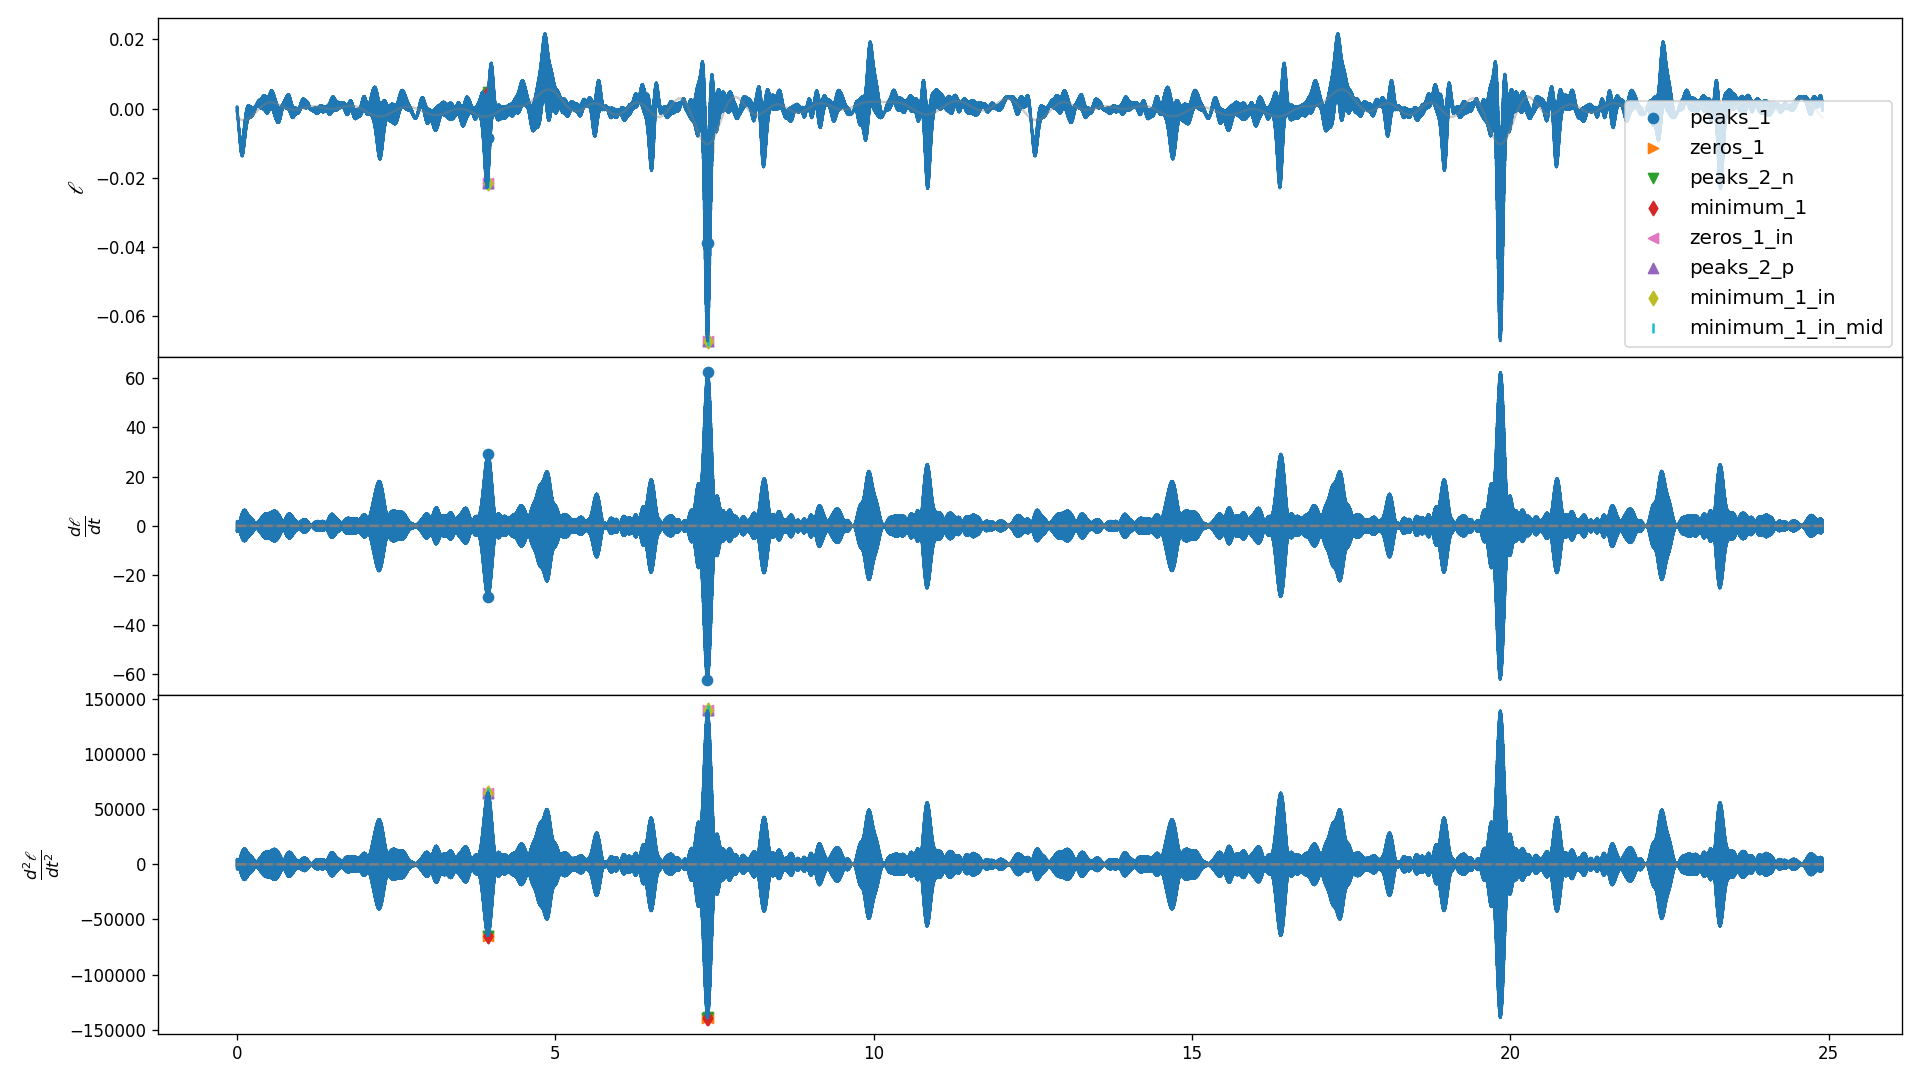 0.02
0.00
−0.02
−0.04
−0.06
ℓ
peaks_1
zeros_1
peaks_2_n
minimum_1
zeros_1_in
peaks_2_p
minimum_1_in
minimum_1_in_mid
60
40
20
0
−20
−40
−60
dℓ
dt
150000
100000
50000
0
−50000
−100000
−150000
d²ℓ
dt²
0 5 10 15 20 25